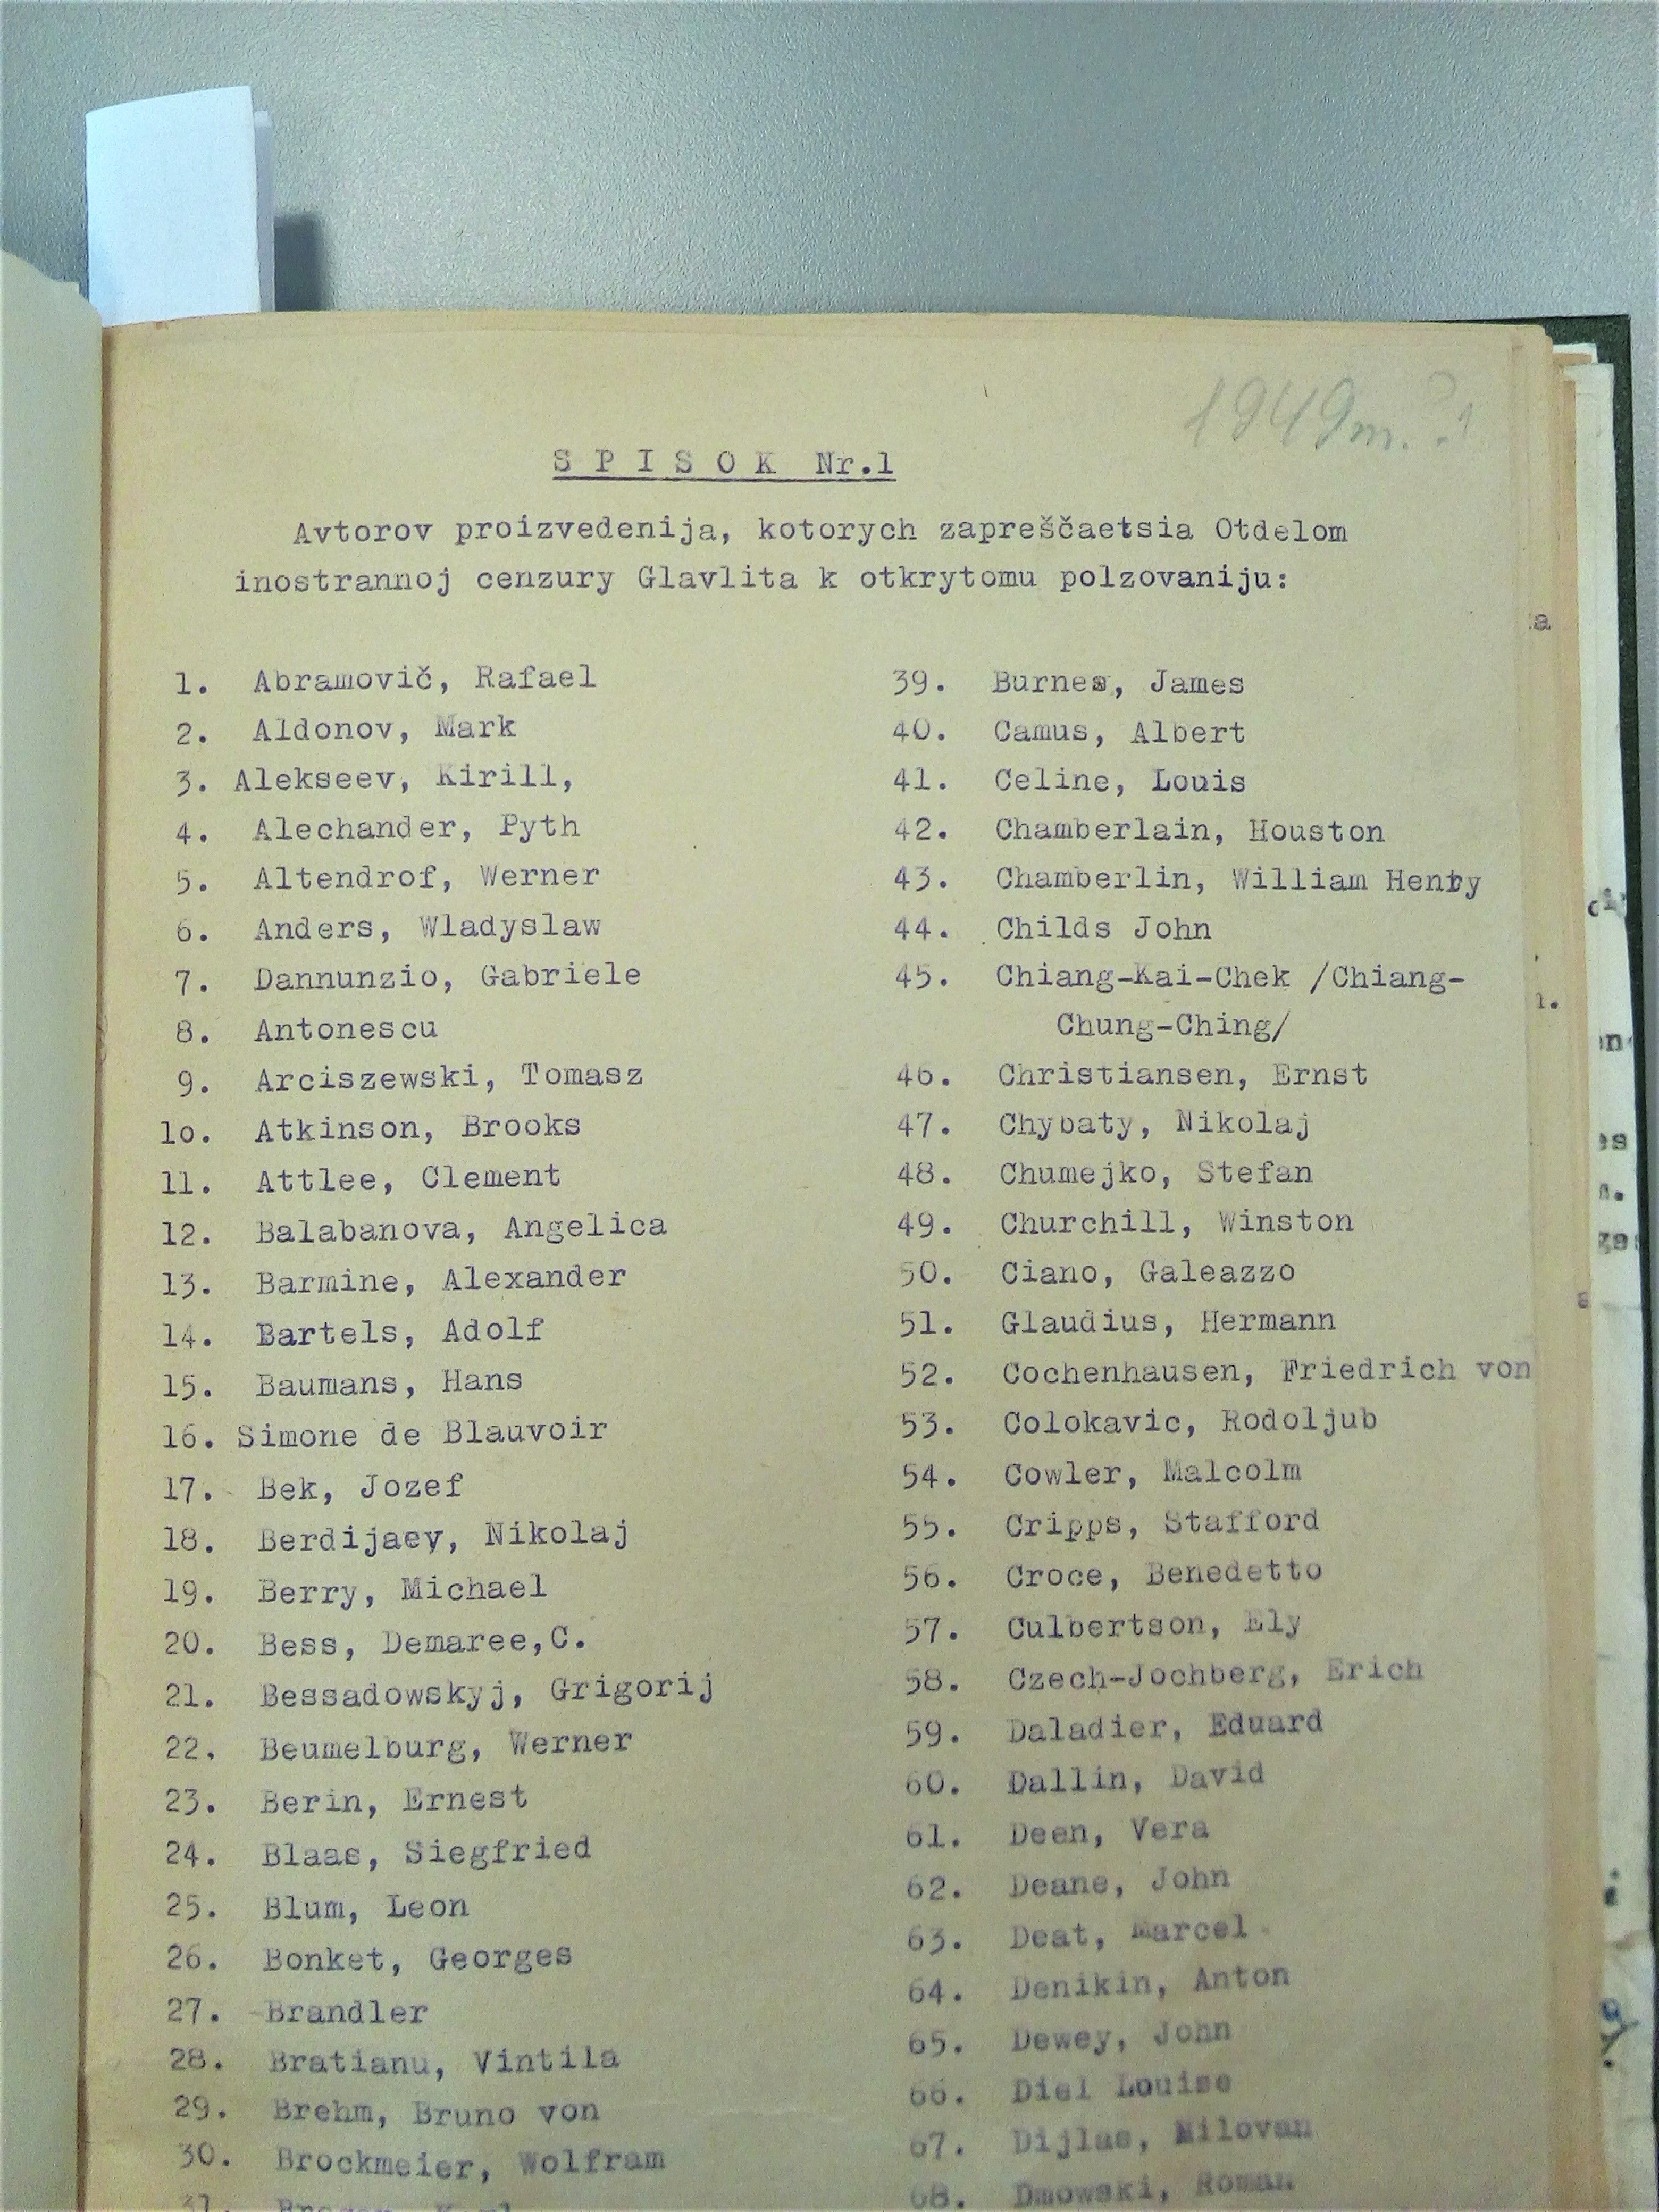 1949m. ?
S P I S O K Nr.1
Avtorov proizvedenija, kotorych zapreščaetsia Otdelom
inostrannoj cenzury Glavlita k otkrytomu polzovaniju:
1. Abramovič, Rafael
2. Aldonov, Mark
3. Alekseev, Kirill,
4. Alechander, Pyth
5. Altendrof, Werner
6. Anders, Wladyslaw
7. Dannunzio, Gabriele
8. Antonescu
9. Arciszewski, Tomasz
lo. Atkinson, Brooks
11. Attlee, Clement
12. Balabanova, Angelica
13. Barmine, Alexander
14. Bartels, Adolf
15. Baumans, Hans
16. Simone de Blauvoir
17. Bek, Jozef
18. Berdijaev, Nikolaj
19. Berry, Michael
20. Bess, Demaree,C.
21. Bessadowskyj, Grigorij
22. Beumelburg, Werner
23. Berin, Ernest
24. Blaas, Siegfried
25. Blum, Leon
26. Bonket, Georges
27. Brandler
28. Bratianu, Vintila
29. Brehm, Bruno von
30. Brockmeier, Wolfram
31.
39. Burnes, James
40. Camus, Albert
41. Celine, Louis
42. Chamberlain, Houston
43. Chamberlin, William Henry
44. Childs John
45. Chiang-Kai-Chek /Chiang-
Chung-Ching/
46. Christiansen, Ernst
47. Chybaty, Nikolaj
48. Chumejko, Stefan
49. Churchill, Winston
50. Ciano, Galeazzo
51. Glaudius, Hermann
52. Cochenhausen, Friedrich von
53. Colokavic, Rodoljub
54. Cowler, Malcolm
55. Cripps, Stafford
56. Croce, Benedetto
57. Culbertson, Ely
58. Czech-Jochberg, Erich
59. Daladier, Eduard
60. Dallin, David
61. Deen, Vera
62. Deane, John
63. Deat, Marcel
64. Denikin, Anton
65. Dewey, John
66. Diel Louise
67. Dijlas, Milovan
68. Dmowski, Roman